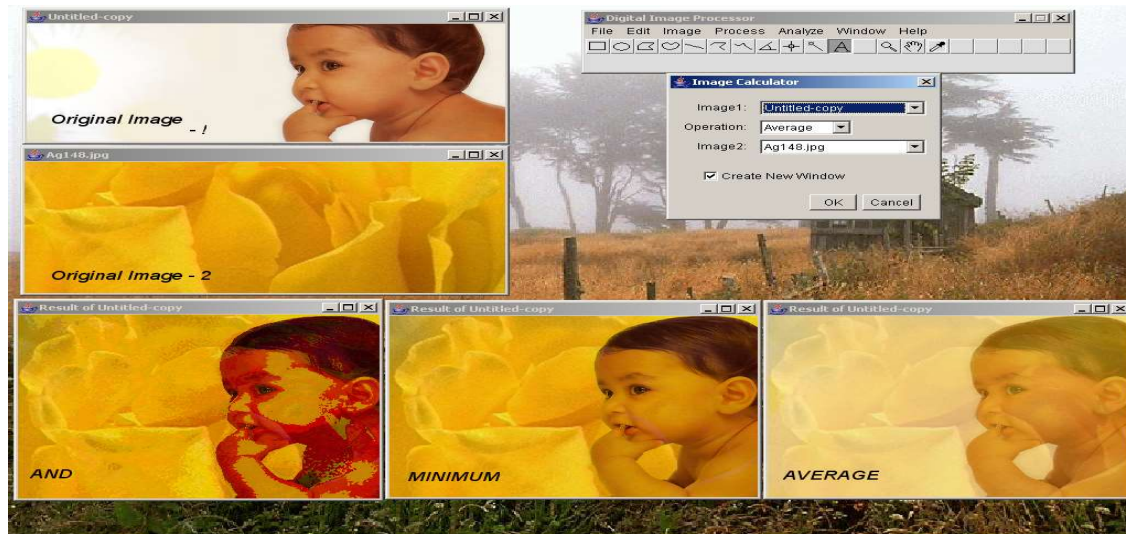 Untitled-copy
Original Image
- !
Ag148.jpg
Original Image - 2
Digital Image Processor
File Edit Image Process Analyze Window Help
A
Image Calculator
Image1: Untitled-copy
Operation: Average
Image2: Ag148.jpg
Create New Window
OK Cancel
Result of Untitled-copy
AND
Result of Untitled-copy
MINIMUM
Result of Untitled-copy
AVERAGE